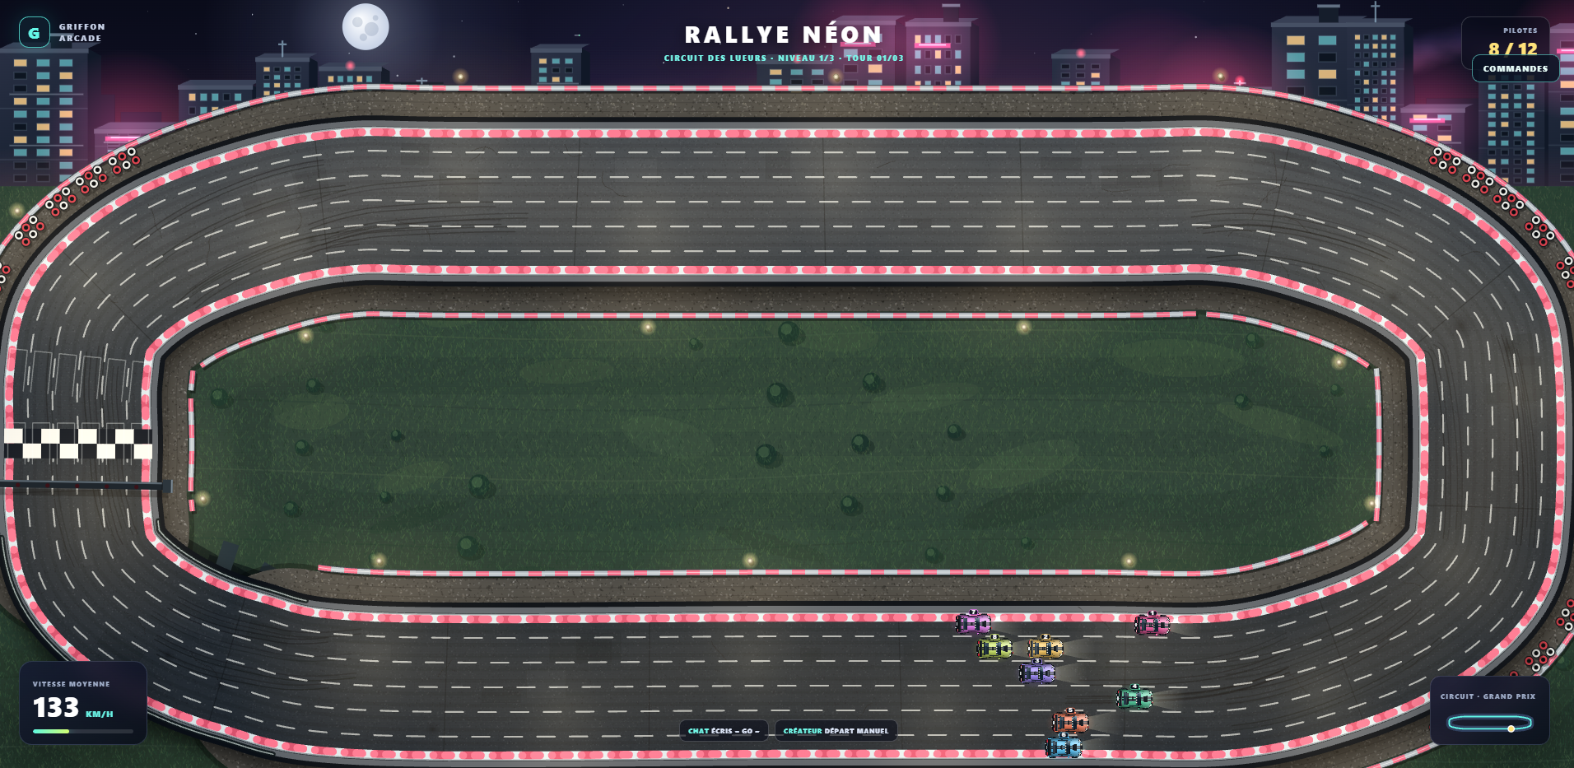 G
GRIFFON
ARCADE
RALLYE NÉON
CIRCUIT DES LUEURS · NIVEAU 1/3 · TOUR 01/03
PILOTES
8 / 12
COMMANDES
VITESSE MOYENNE
133 KM/H
CHAT ÉCRIS « GO »
CRÉATEUR DÉPART MANUEL
CIRCUIT · GRAND PRIX